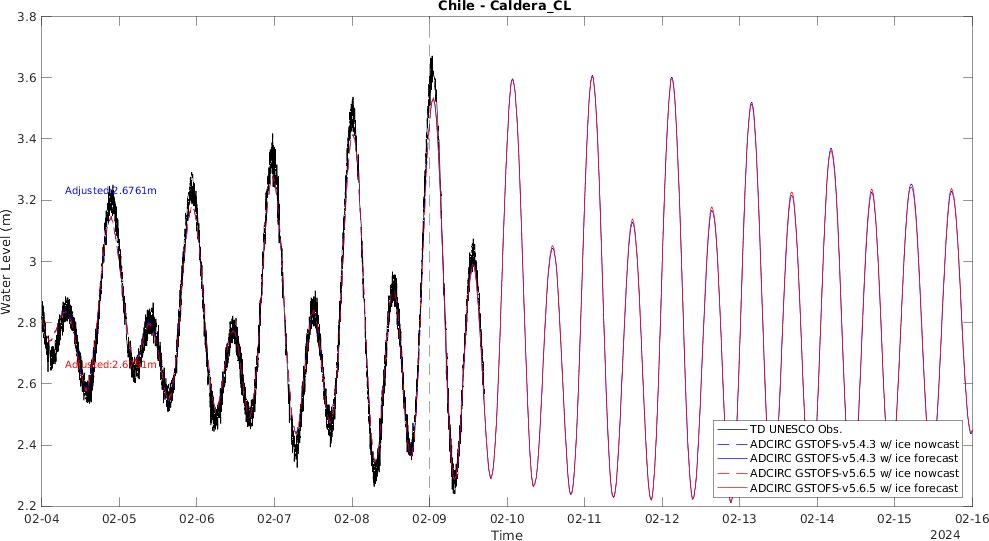 Chile - Caldera_CL
3.8
3.6
3.4
3.2
3
2.8
2.6
2.4
2.2
Water Level (m)
Adjusted:2.6761m
Adjusted:2.6791m
TD UNESCO Obs.
ADCIRC GSTOFS-v5.4.3 w/ ice nowcast
ADCIRC GSTOFS-v5.4.3 w/ ice forecast
ADCIRC GSTOFS-v5.6.5 w/ ice nowcast
ADCIRC GSTOFS-v5.6.5 w/ ice forecast
02-04 02-05 02-06 02-07 02-08 02-09 02-10 02-11 02-12 02-13 02-14 02-15 02-16
Time
2024